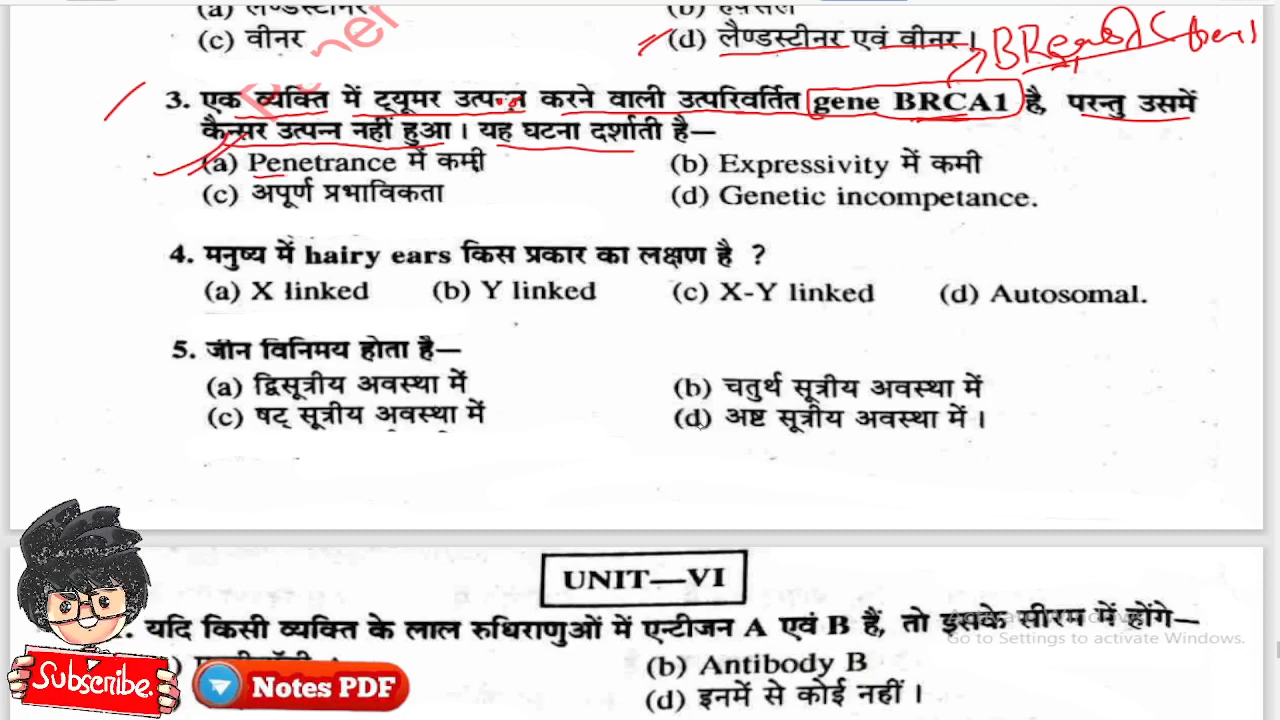 (a) लैण्डस्टीनर
(b) हक्सले
(c) वीनर
(d) लैण्डस्टीनर एवं वीनर।
3. एक व्यक्ति में ट्यूमर उत्पन्न करने वाली उत्परिवर्तित gene BRCA1 है, परन्तु उसमें
कैन्सर उत्पन्न नहीं हुआ। यह घटना दर्शाती है—
(a) Penetrance में कमी
(b) Expressivity में कमी
(c) अपूर्ण प्रभाविकता
(d) Genetic incompetance.
4. मनुष्य में hairy ears किस प्रकार का लक्षण है ?
(a) X linked (b) Y linked (c) X-Y linked (d) Autosomal.
5. जीन विनिमय होता है—
(a) द्विसूत्रीय अवस्था में
(b) चतुर्थ सूत्रीय अवस्था में
(c) षट् सूत्रीय अवस्था में
(d) अष्ट सूत्रीय अवस्था में।
UNIT—VI
यदि किसी व्यक्ति के लाल रुधिराणुओं में एन्टीजन A एवं B हैं, तो इसके सीरम में होंगे—
Go to Settings to activate Windows.
(b) Antibody B
(d) इनमें से कोई नहीं।
Subscribe.
Notes PDF